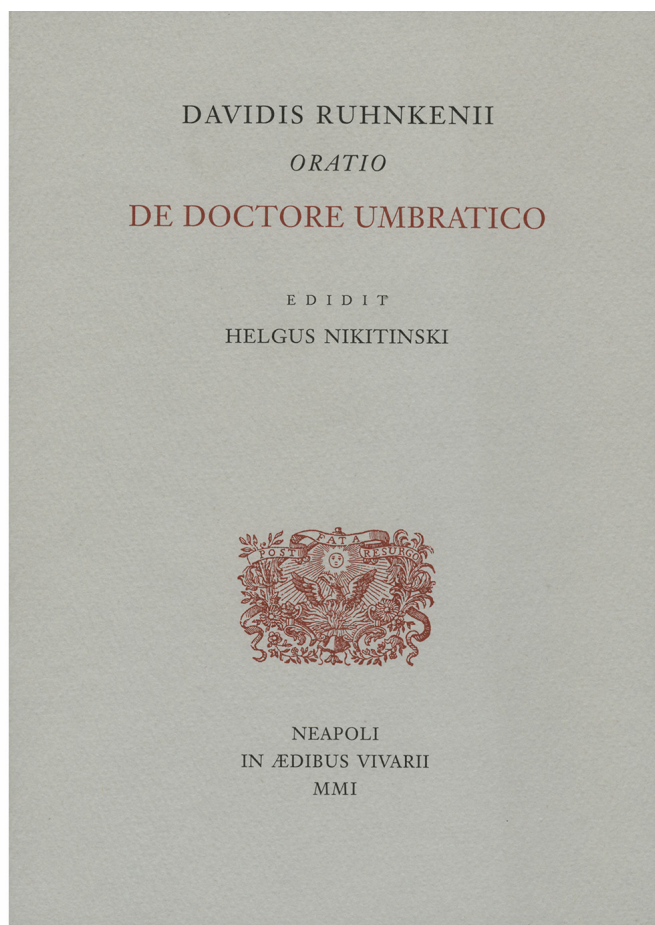 DAVIDIS RUHNKENII
ORATIO
DE DOCTORE UMBRATICO
EDIDIT
HELGUS NIKITINSKI
POST FATA RESURGO
NEAPOLI
IN ÆDIBUS VIVARII
MMI